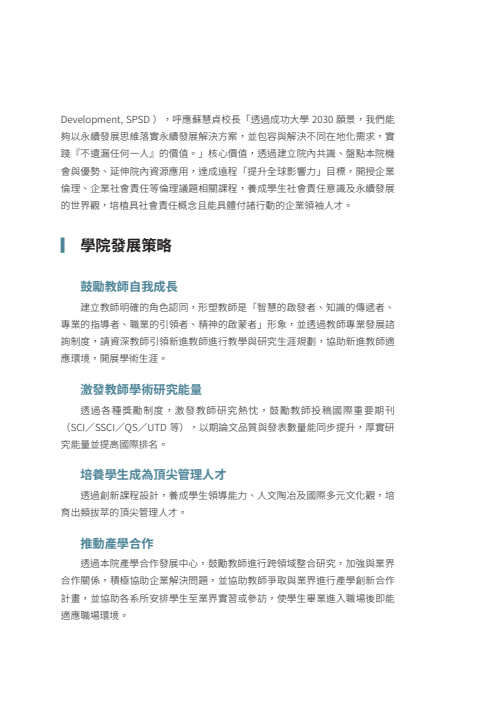 Development, SPSD ），呼應蘇慧貞校長「透過成功大學 2030 願景，我們能
夠以永續發展思維落實永續發展解決方案，並包容與解決不同在地化需求，實
踐『不遺漏任何一人』的價值。」核心價值，透過建立院內共識、盤點本院機
會與優勢、延伸院內資源應用，達成遠程「提升全球影響力」目標，開授企業
倫理、企業社會責任等倫理議題相關課程，養成學生社會責任意識及永續發展
的世界觀，培植具社會責任概念且能具體付諸行動的企業領袖人才。
學院發展策略
鼓勵教師自我成長
建立教師明確的角色認同，形塑教師是「智慧的啟發者、知識的傳遞者、
專業的指導者、職業的引領者、精神的啟蒙者」形象，並透過教師專業發展諮
詢制度，請資深教師引領新進教師進行教學與研究生涯規劃，協助新進教師適
應環境，開展學術生涯。
激發教師學術研究能量
透過各種獎勵制度，激發教師研究熱忱，鼓勵教師投稿國際重要期刊
（SCI／SSCI／QS／UTD 等），以期論文品質與發表數量能同步提升，厚實研
究能量並提高國際排名。
培養學生成為頂尖管理人才
透過創新課程設計，養成學生領導能力、人文陶冶及國際多元文化觀，培
育出類拔萃的頂尖管理人才。
推動產學合作
透過本院產學合作發展中心，鼓勵教師進行跨領域整合研究，加強與業界
合作關係，積極協助企業解決問題，並協助教師爭取與業界進行產學創新合作
計畫，並協助各系所安排學生至業界實習或參訪，使學生畢業進入職場後即能
適應職場環境。